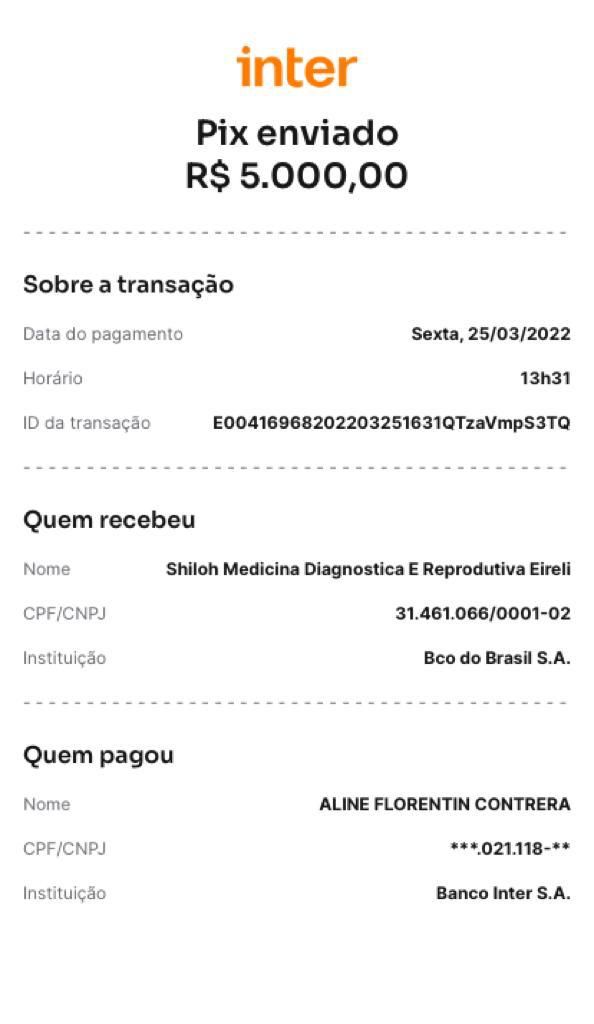 inter
Pix enviado
R$ 5.000,00
Sobre a transação
Data do pagamento Sexta, 25/03/2022
Horário 13h31
ID da transação E00416968202203251631QTzaVmpS3TQ
Quem recebeu
Nome Shiloh Medicina Diagnostica E Reprodutiva Eireli
CPF/CNPJ 31.461.066/0001-02
Instituição Bco do Brasil S.A.
Quem pagou
Nome ALINE FLORENTIN CONTRERA
CPF/CNPJ ***.021.118-**
Instituição Banco Inter S.A.